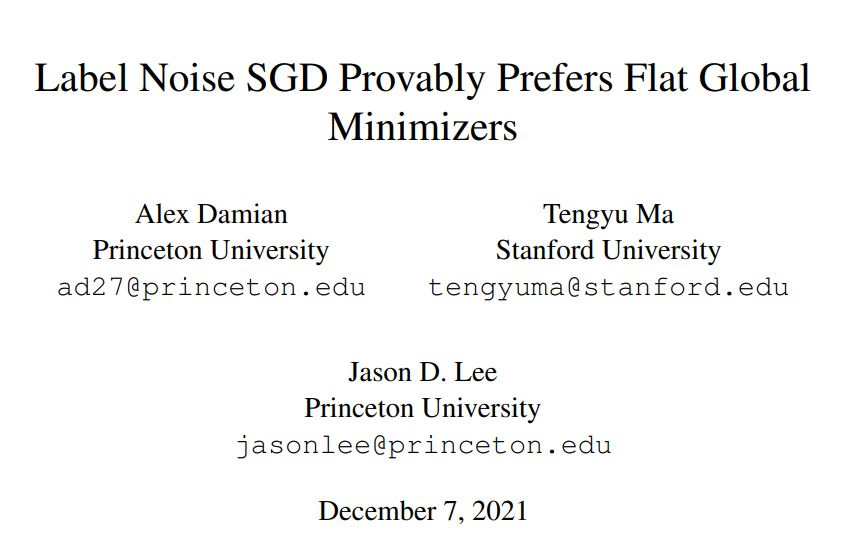 Label Noise SGD Provably Prefers Flat Global
Minimizers
Alex Damian
Princeton University
ad27@princeton.edu
Tengyu Ma
Stanford University
tengyuma@stanford.edu
Jason D. Lee
Princeton University
jasonlee@princeton.edu
December 7, 2021